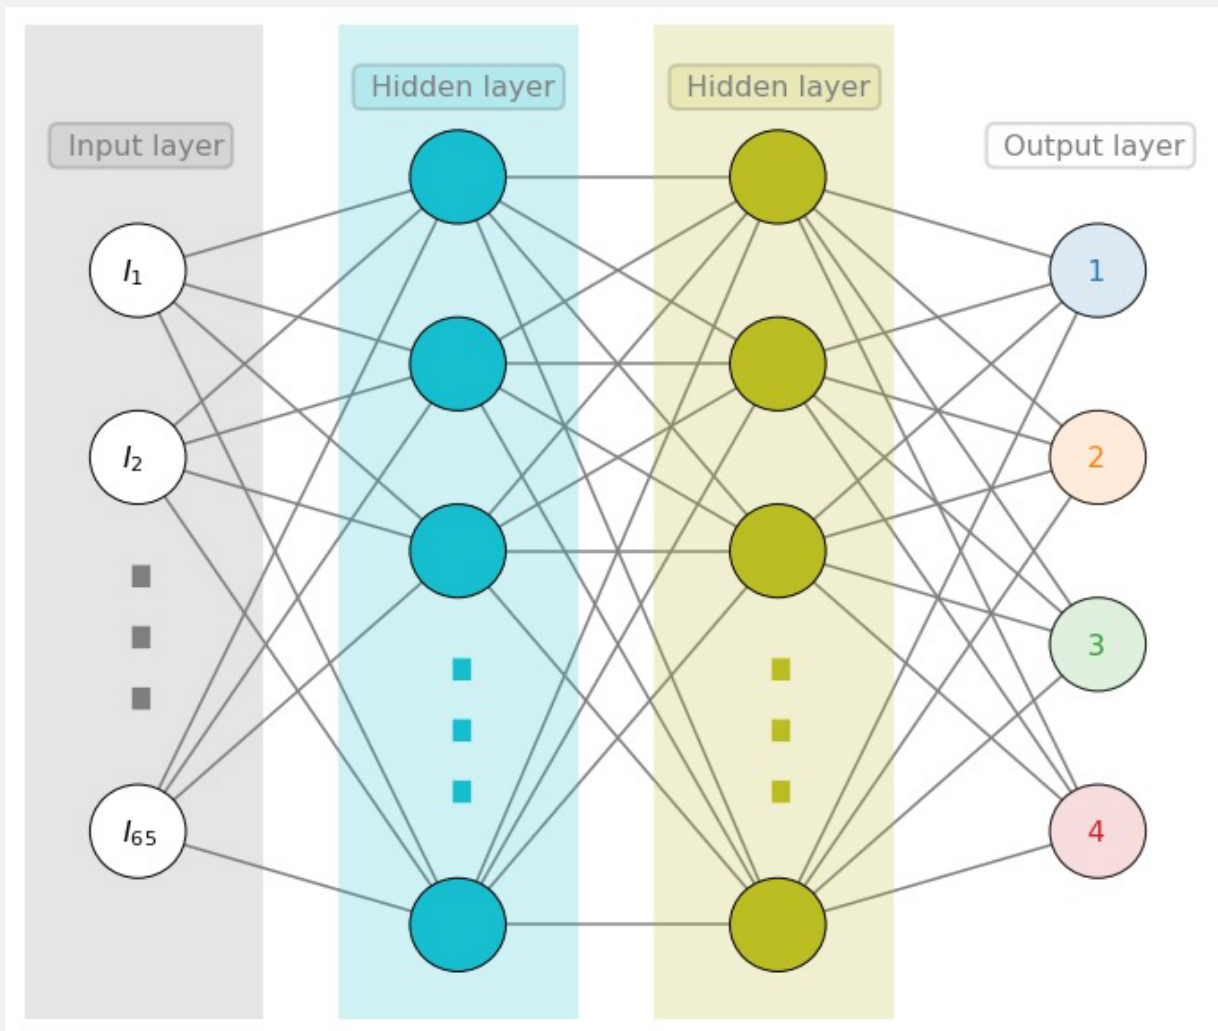 Hidden layer
Hidden layer
Input layer
Output layer
I1
1
I2
2
3
I65
4